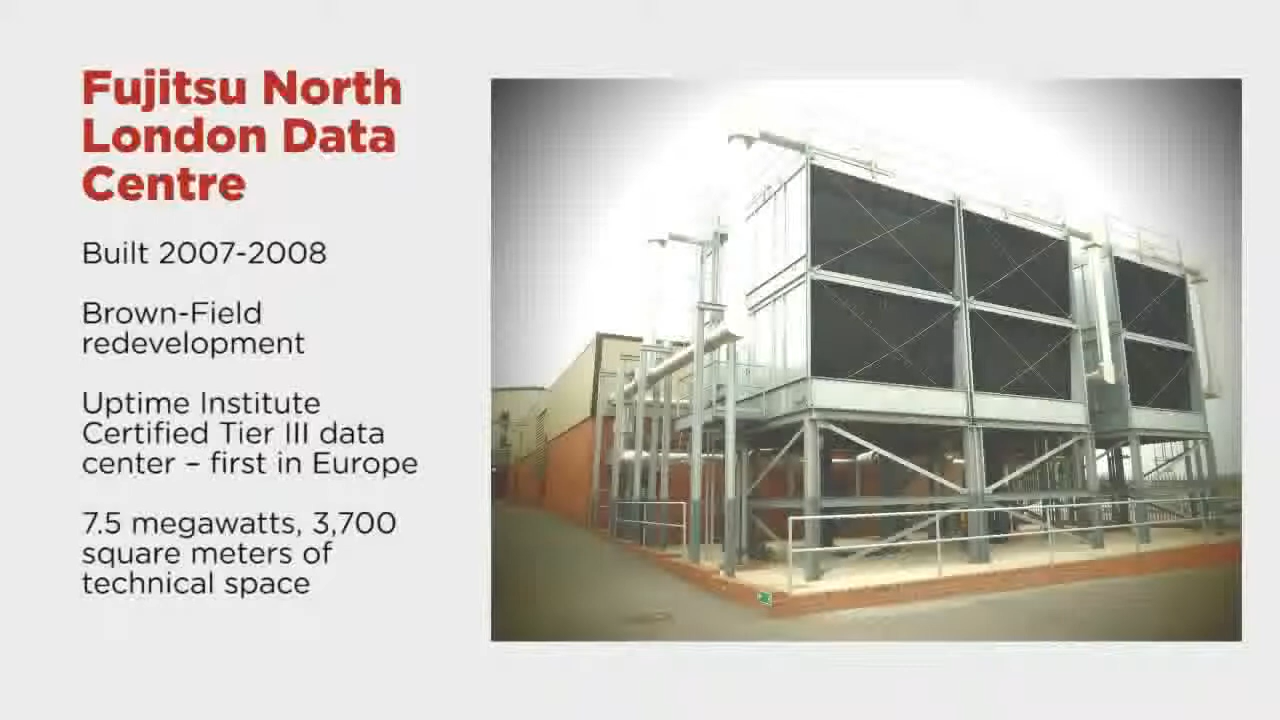 Fujitsu North
London Data
Centre
Built 2007-2008
Brown-Field
redevelopment
Uptime Institute
Certified Tier III data
center – first in Europe
7.5 megawatts, 3,700
square meters of
technical space